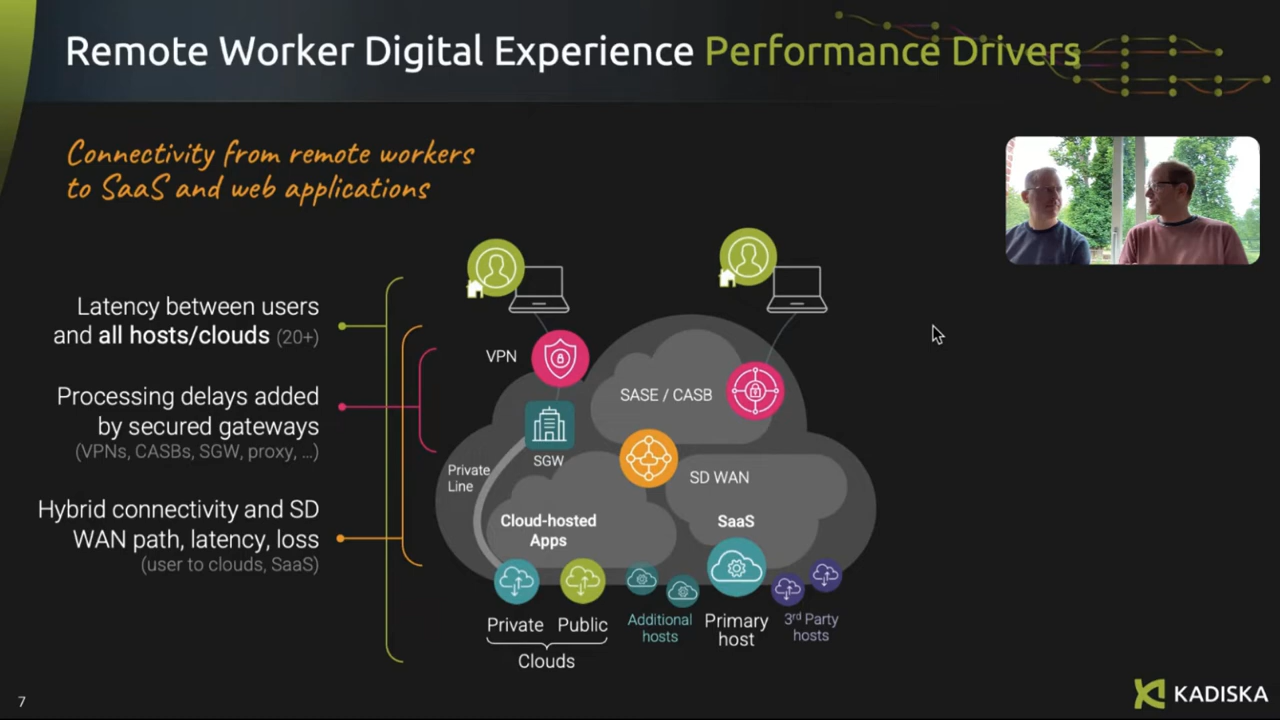 Remote Worker Digital Experience Performance Drivers
Connectivity from remote workers
to SaaS and web applications
Latency between users
and all hosts/clouds (20+)
Processing delays added
by secured gateways
(VPNs, CASBs, SGW, proxy, ...)
Hybrid connectivity and SD
WAN path, latency, loss
(user to clouds, SaaS)
VPN
SASE / CASB
SGW
Private
Line
SD WAN
Cloud-hosted
Apps
SaaS
Private
Public
Clouds
Additional
hosts
Primary
host
3rd Party
hosts
7
KADISKA